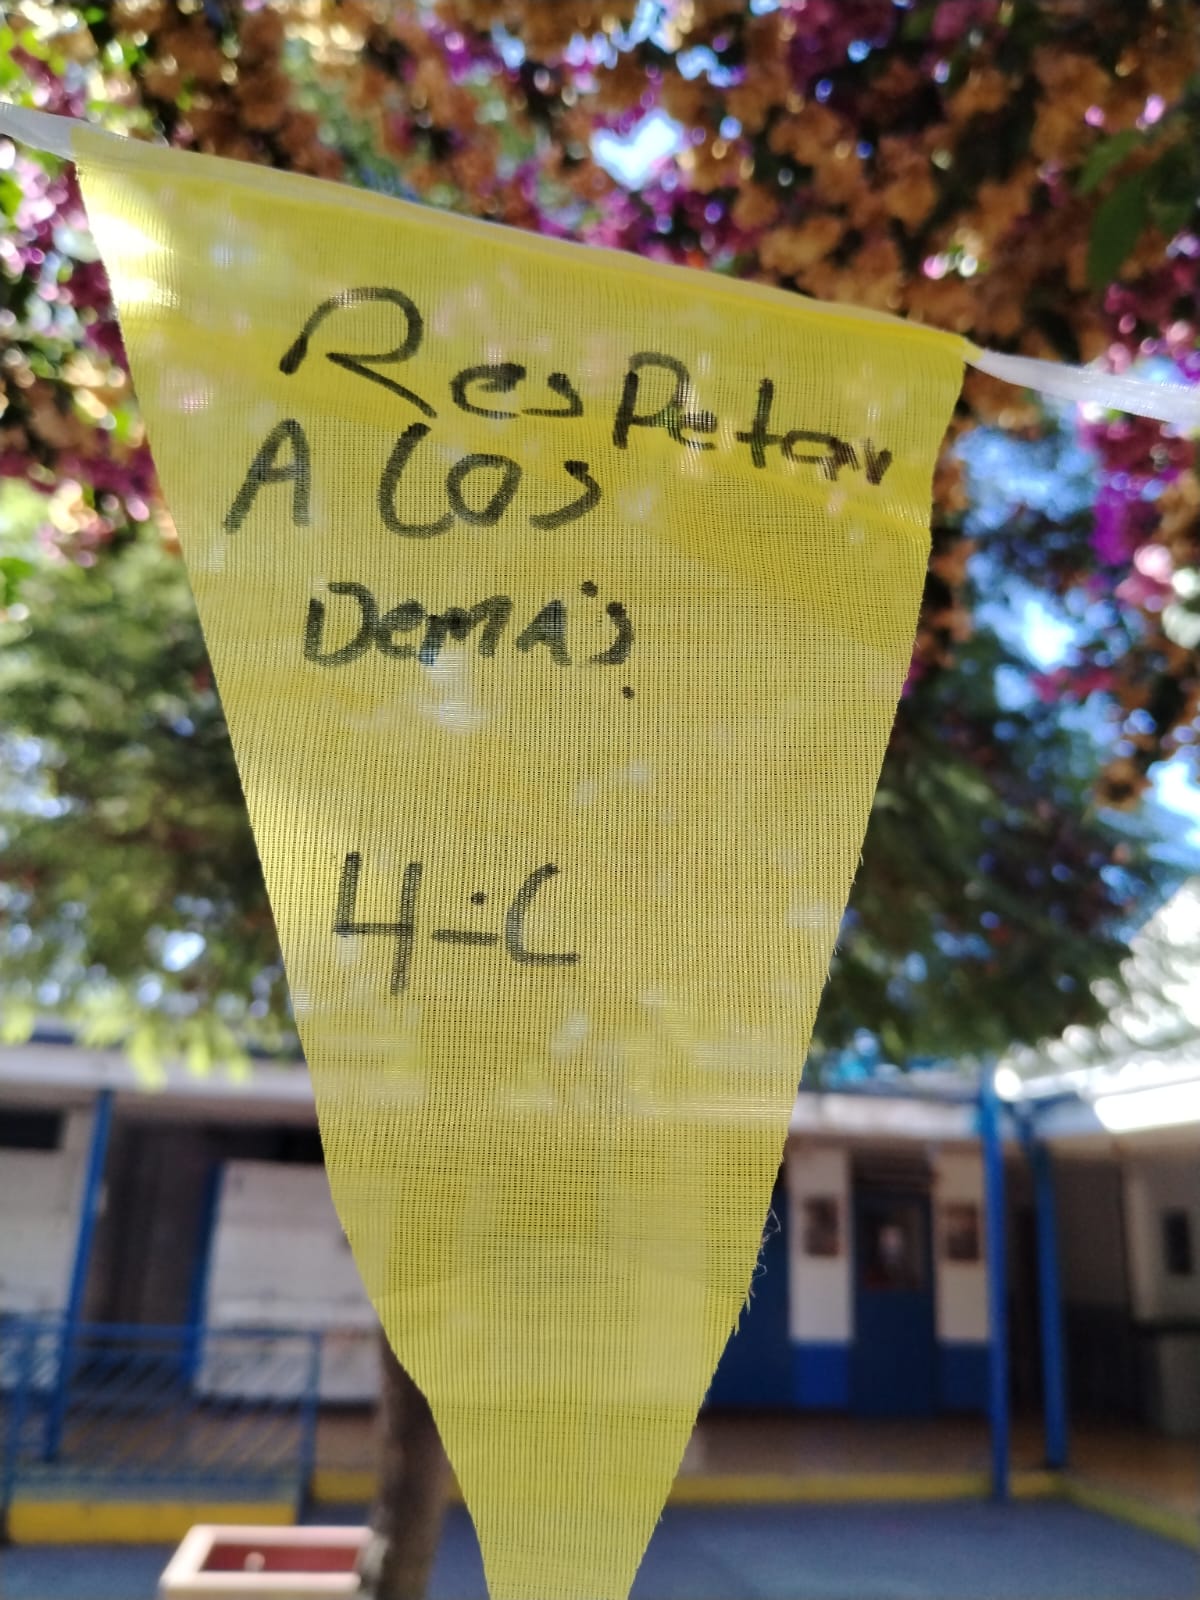 Respetar
A los
DemÁs.
4-C